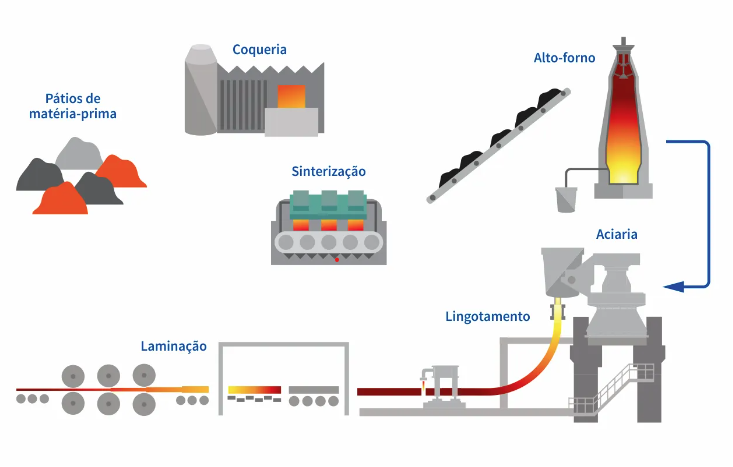 Coqueria
Alto-forno
Pátios de
matéria-prima
Sinterização
Aciaria
Lingotamento
Laminação